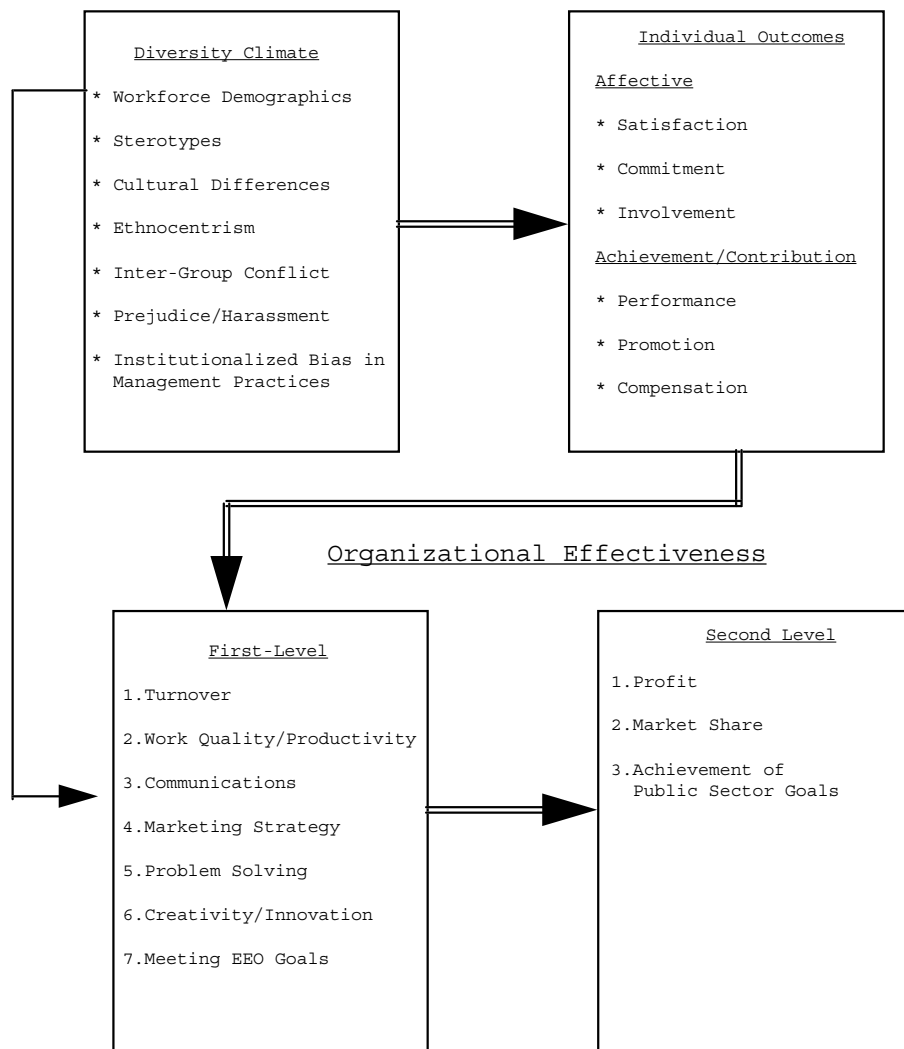 Diversity Climate
* Workforce Demographics
* Sterotypes
* Cultural Differences
* Ethnocentrism
* Inter-Group Conflict
* Prejudice/Harassment
* Institutionalized Bias in
Management Practices
Individual Outcomes
Affective
* Satisfaction
* Commitment
* Involvement
Achievement/Contribution
* Performance
* Promotion
* Compensation
Organizational Effectiveness
First-Level
1.Turnover
2.Work Quality/Productivity
3.Communications
4.Marketing Strategy
5.Problem Solving
6.Creativity/Innovation
7.Meeting EEO Goals
Second Level
1.Profit
2.Market Share
3.Achievement of
Public Sector Goals